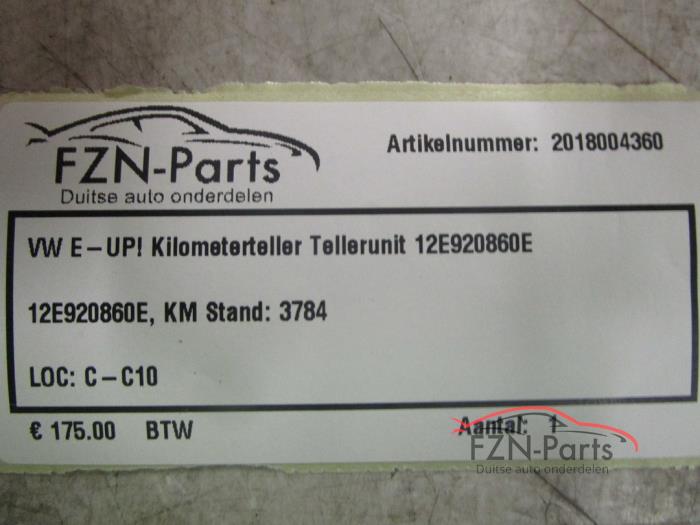 FZN-Parts
Duitse auto onderdelen
Artikelnummer: 2018004360
VW E-UP! Kilometerteller Tellerunit 12E920860E
12E920860E, KM Stand: 3784
LOC: C-C10
€ 175.00 BTW
Aantal: 1
FZN-Parts
Duitse auto onderdelen